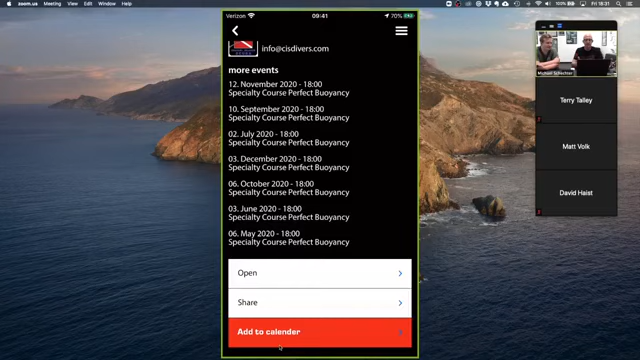 zoom.us Meeting View Edit Window Help
100%
Fri 18:31
Verizon
09:41
70%
info@cisdivers.com
more events
12. November 2020 - 18:00
Specialty Course Perfect Buoyancy
10. September 2020 - 18:00
Specialty Course Perfect Buoyancy
02. July 2020 - 18:00
Specialty Course Perfect Buoyancy
03. December 2020 - 18:00
Specialty Course Perfect Buoyancy
06. October 2020 - 18:00
Specialty Course Perfect Buoyancy
03. June 2020 - 18:00
Specialty Course Perfect Buoyancy
06. May 2020 - 18:00
Specialty Course Perfect Buoyancy
Open
Share
Add to calender
Terry Talley
Matt Volk
David Haist